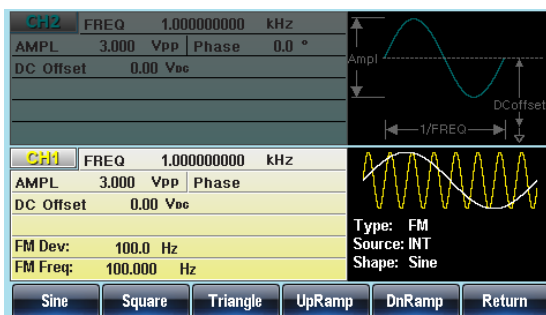 CH2 FREQ 1.000000000 kHz
AMPL 3.000 VPP Phase 0.0 °
DC Offset 0.00 VDC
Ampl
DCoffset
1/FREQ
CH1 FREQ 1.000000000 kHz
AMPL 3.000 VPP Phase
DC Offset 0.00 VDC
FM Dev: 100.0 Hz
FM Freq: 100.000 Hz
Type: FM
Source: INT
Shape: Sine
Sine Square Triangle UpRamp DnRamp Return